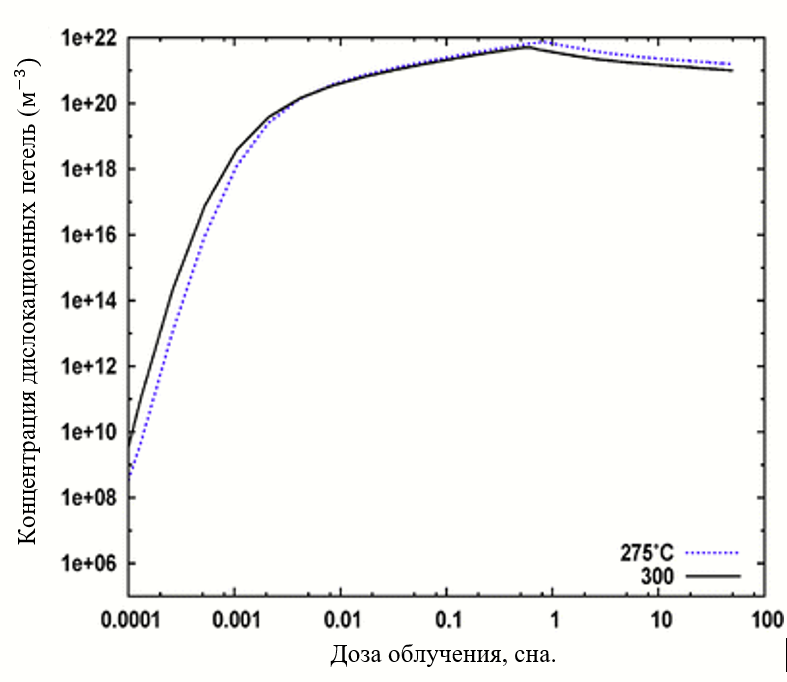 Концентрация дислокационных петель (м⁻³)
1e+22
1e+20
1e+18
1e+16
1e+14
1e+12
1e+10
1e+08
1e+06
275°C
300
0.0001 0.001 0.01 0.1 1 10 100
Доза облучения, сна.